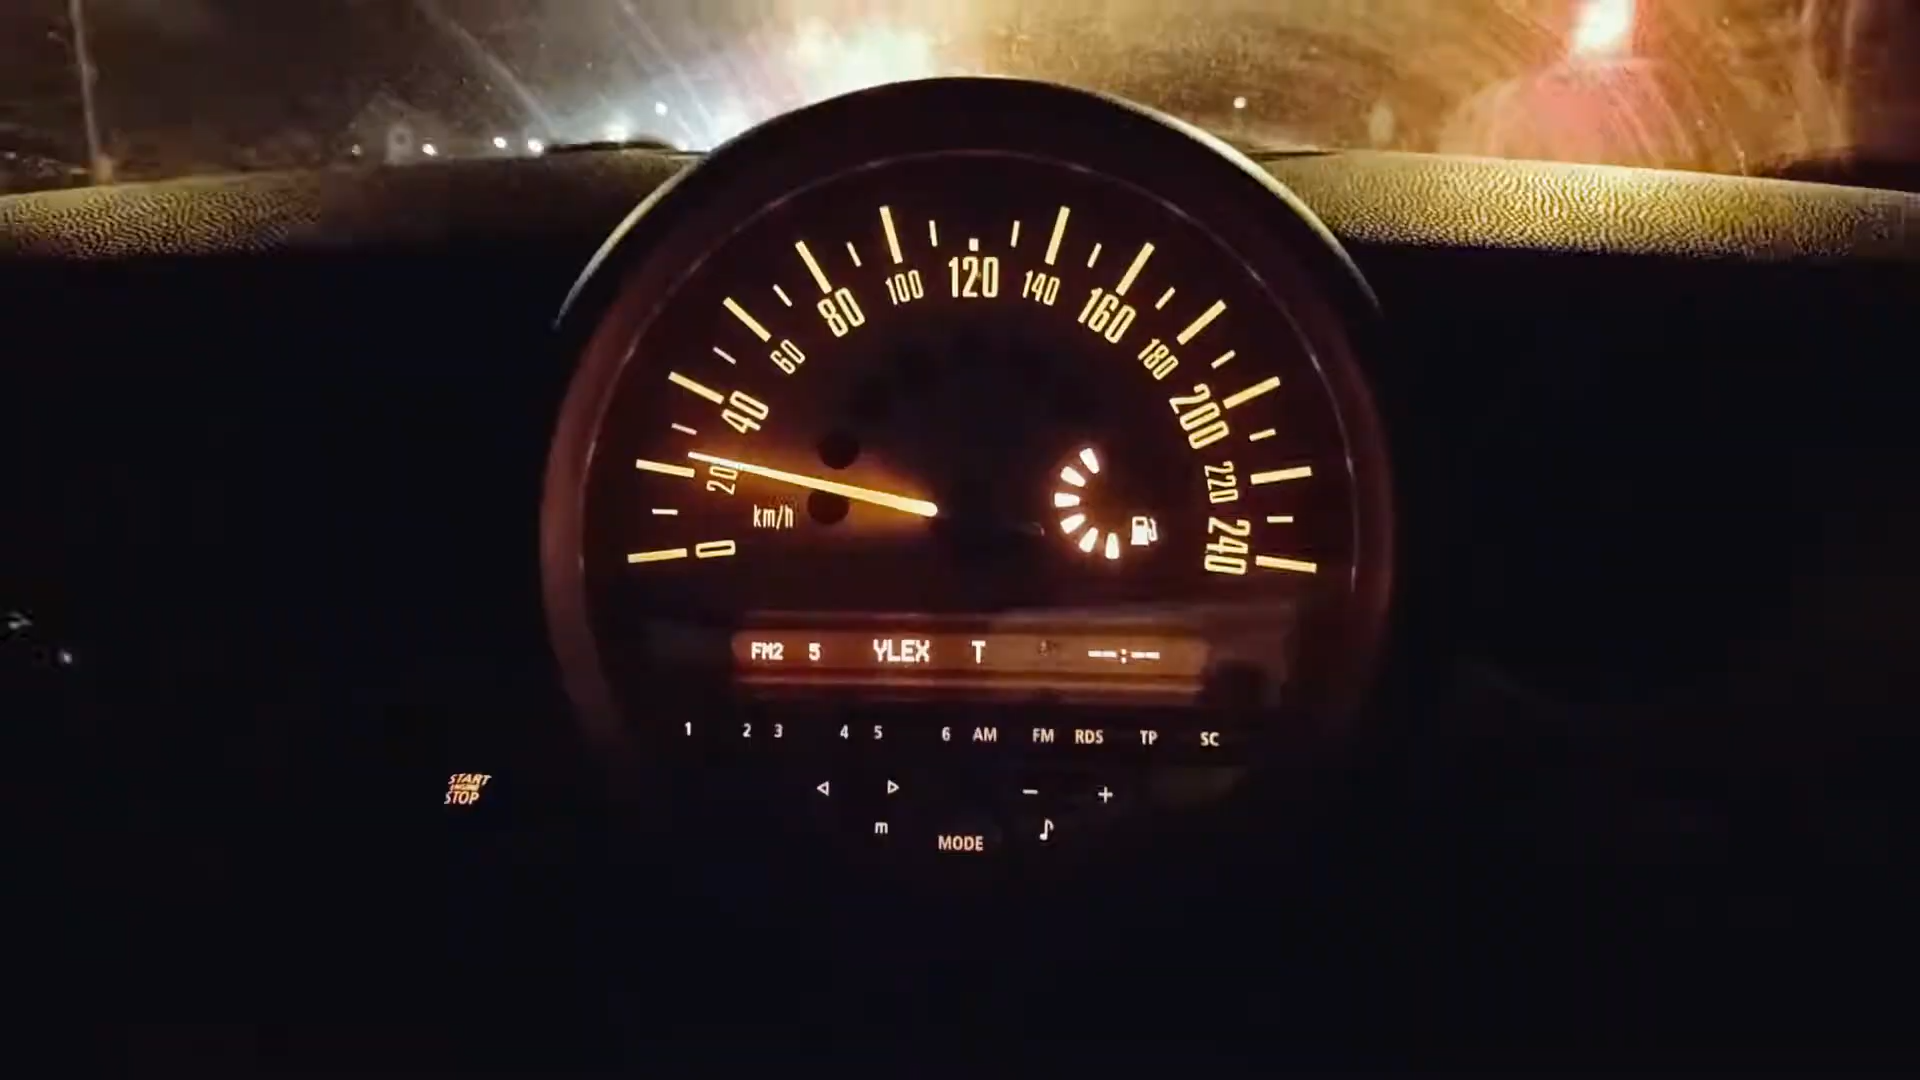 0 20 40 60 80 100 120 140 160 180 200 220 240
km/h
FM2 5 YLEX T --:--
1 2 3 4 5 6 AM FM RDS TP SC
START
ENGINE
STOP
− +
m
MODE